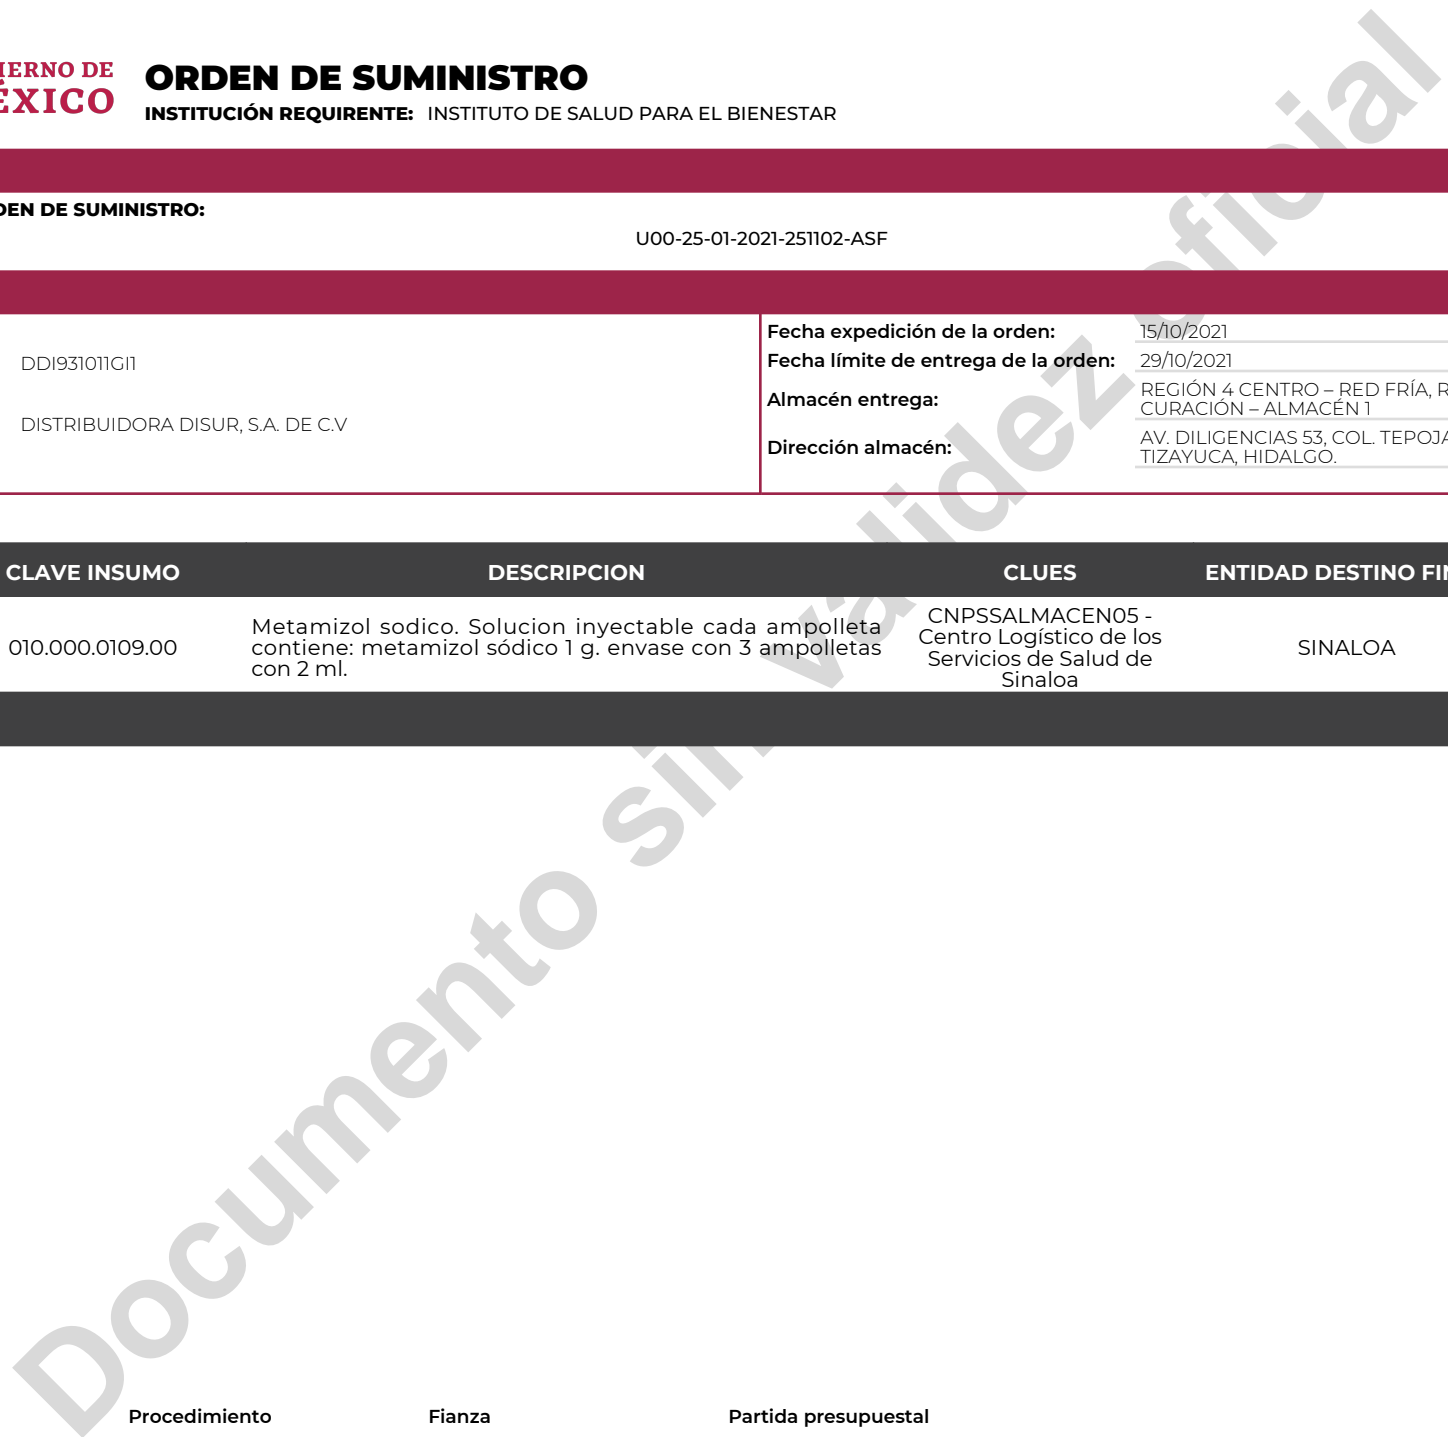 IERNO DE
ÉXICO
ORDEN DE SUMINISTRO
INSTITUCIÓN REQUIRENTE: INSTITUTO DE SALUD PARA EL BIENESTAR
DEN DE SUMINISTRO:
U00-25-01-2021-251102-ASF
DDI931011GI1
DISTRIBUIDORA DISUR, S.A. DE C.V
Fecha expedición de la orden: 15/10/2021
Fecha límite de entrega de la orden: 29/10/2021
Almacén entrega: REGIÓN 4 CENTRO – RED FRÍA, R
CURACIÓN – ALMACÉN 1
Dirección almacén: AV. DILIGENCIAS 53, COL. TEPOJA
TIZAYUCA, HIDALGO.
CLAVE INSUMO DESCRIPCION CLUES ENTIDAD DESTINO FIN
010.000.0109.00
Metamizol sodico. Solucion inyectable cada ampolleta
contiene: metamizol sódico 1 g. envase con 3 ampolletas
con 2 ml.
CNPSSALMACEN05 -
Centro Logístico de los
Servicios de Salud de
Sinaloa
SINALOA
Documento sin validez oficial
Procedimiento Fianza Partida presupuestal